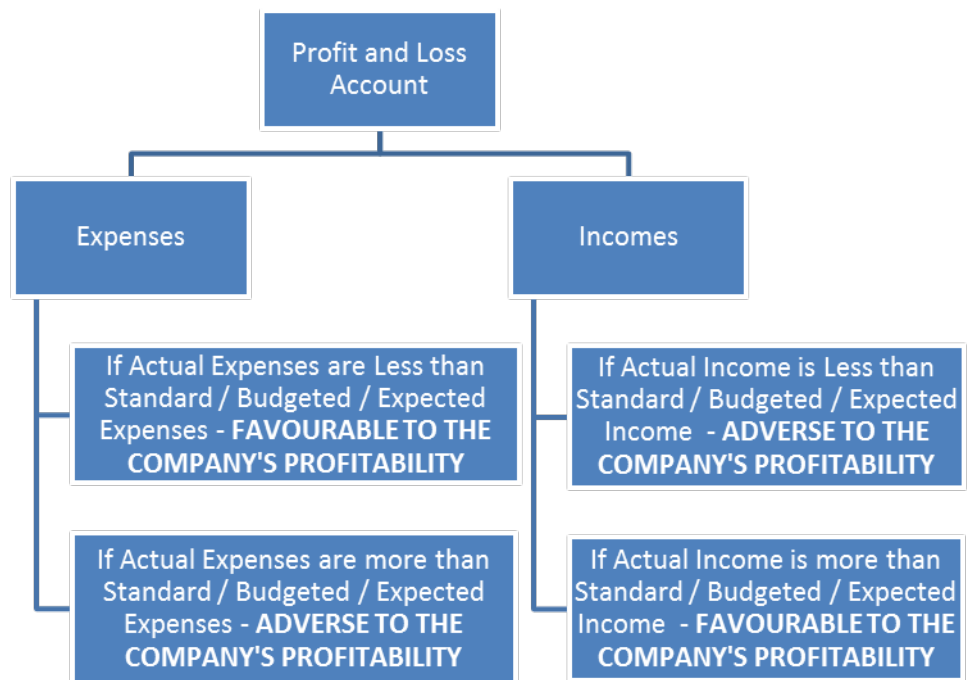 Profit and Loss
Account
Expenses
Incomes
If Actual Expenses are Less than
Standard / Budgeted / Expected
Expenses - FAVOURABLE TO THE
COMPANY'S PROFITABILITY
If Actual Income is Less than
Standard / Budgeted / Expected
Income - ADVERSE TO THE
COMPANY'S PROFITABILITY
If Actual Expenses are more than
Standard / Budgeted / Expected
Expenses - ADVERSE TO THE
COMPANY'S PROFITABILITY
If Actual Income is more than
Standard / Budgeted / Expected
Income - FAVOURABLE TO THE
COMPANY'S PROFITABILITY